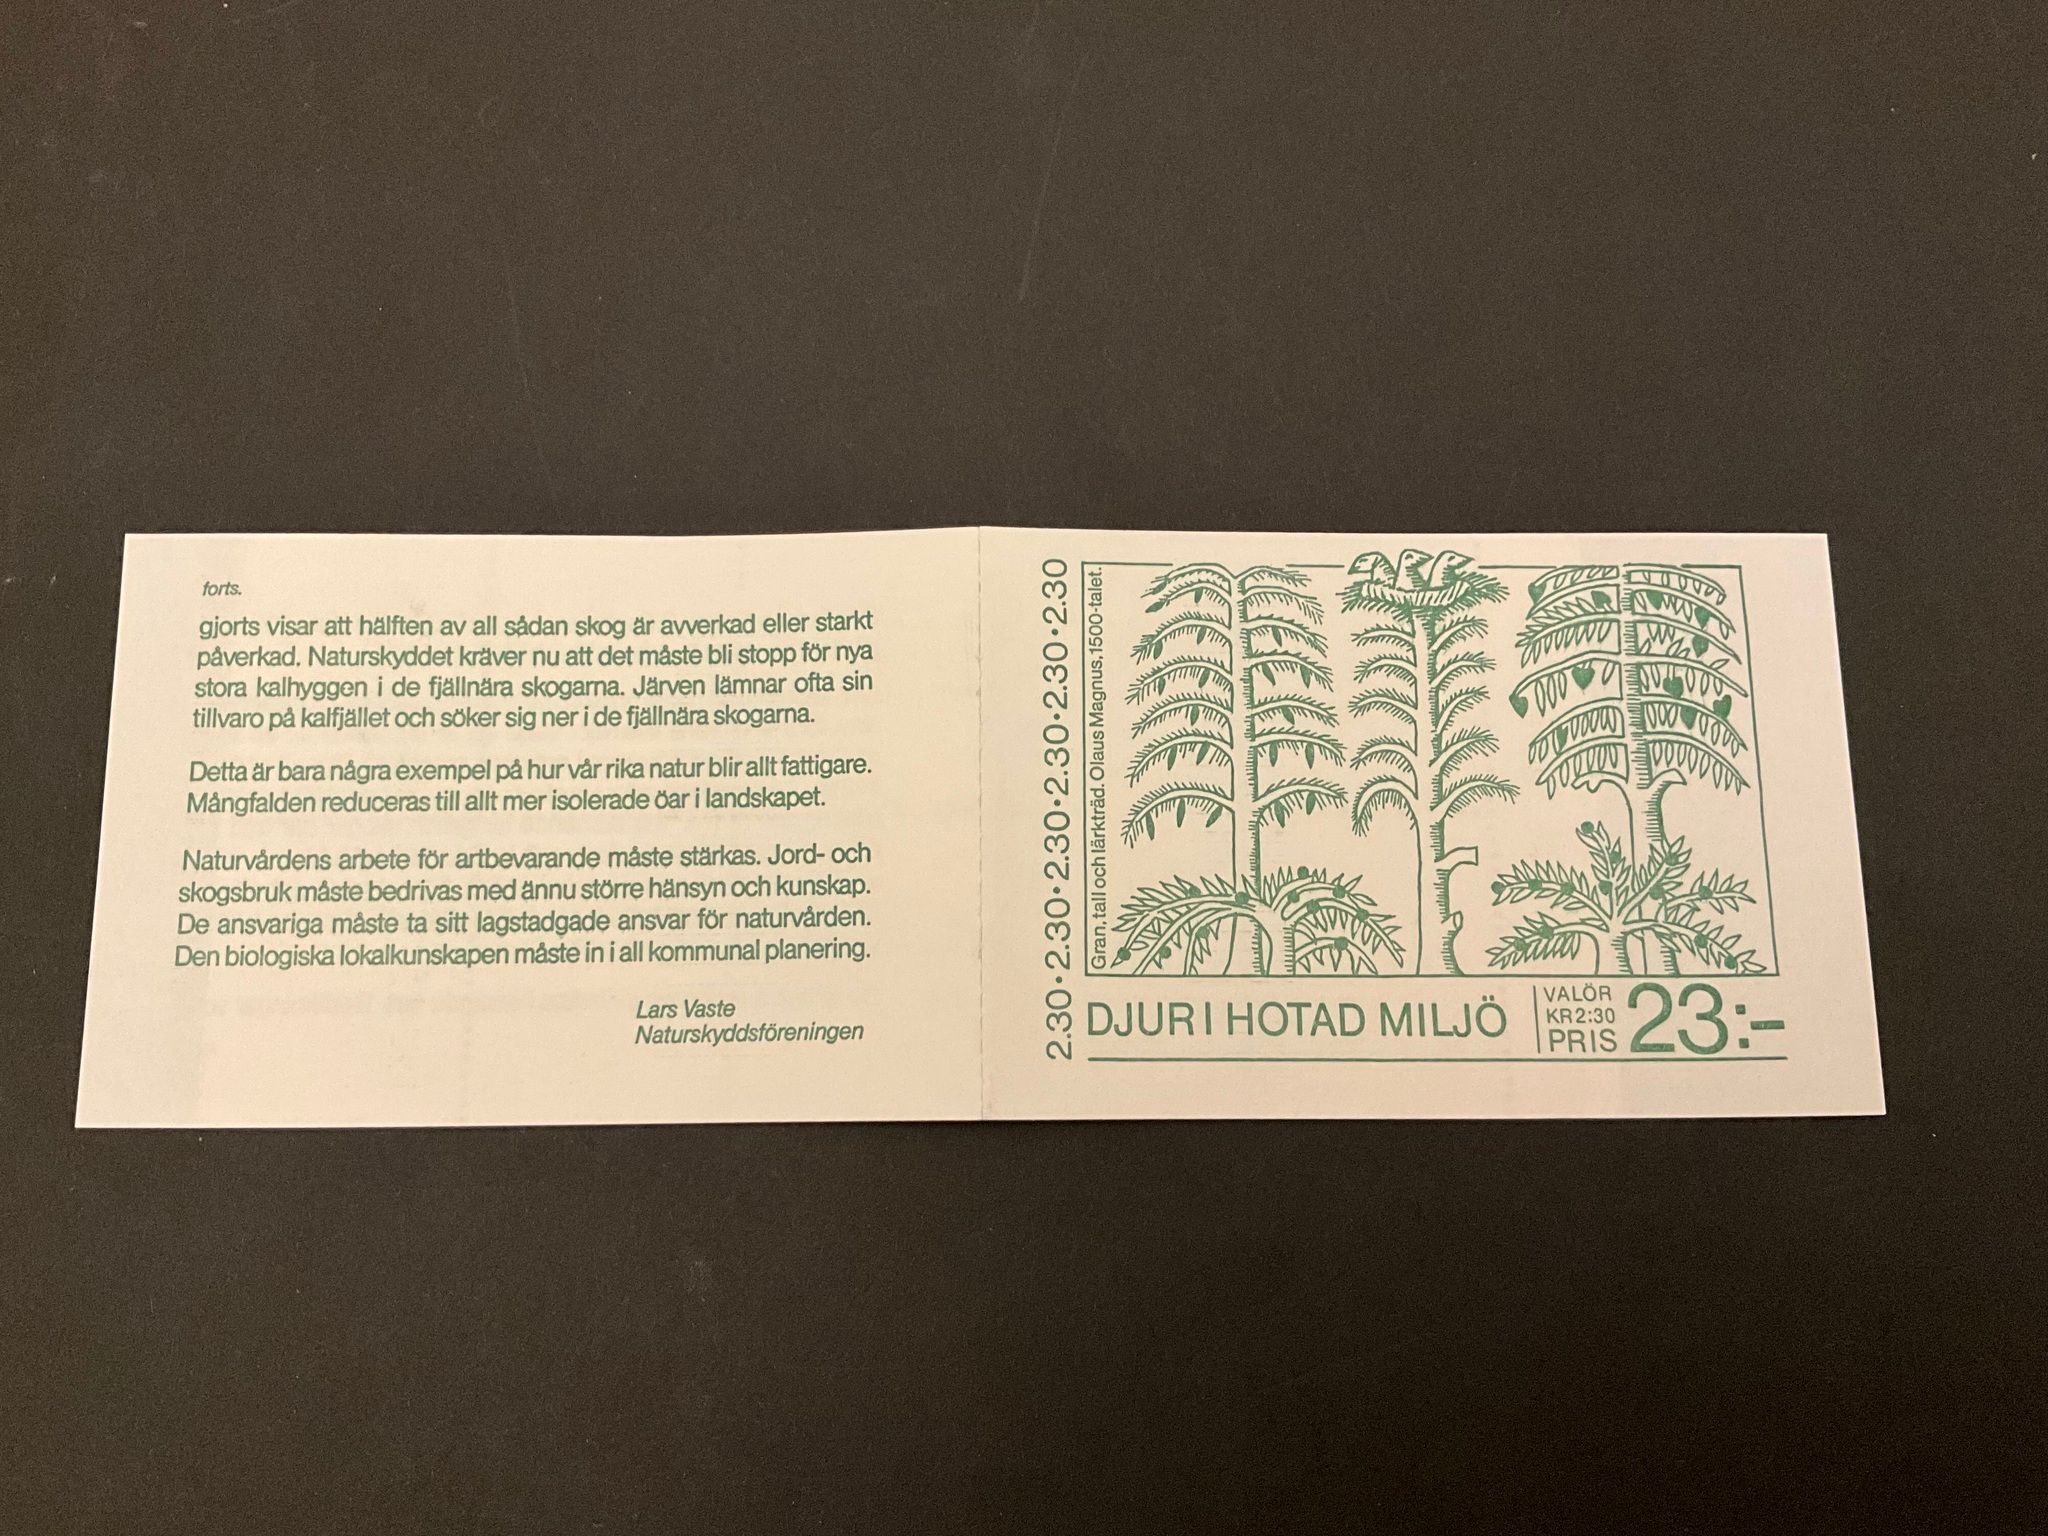 forts.
gjorts visar att hälften av all sådan skog är avverkad eller starkt
påverkad. Naturskyddet kräver nu att det måste bli stopp för nya
stora kalhyggen i de fjällnära skogarna. Järven lämnar ofta sin
tillvaro på kalfjället och söker sig ner i de fjällnära skogarna.
Detta är bara några exempel på hur vår rika natur blir allt fattigare.
Mångfalden reduceras till allt mer isolerade öar i landskapet.
Naturvårdens arbete för artbevarande måste stärkas. Jord- och
skogsbruk måste bedrivas med ännu större hänsyn och kunskap.
De ansvariga måste ta sitt lagstadgade ansvar för naturvården.
Den biologiska lokalkunskapen måste in i all kommunal planering.
Lars Vaste
Naturskyddsföreningen
2.30•2.30•2.30•2.30•2.30•2.30
Gran, tall och lärkträd. Olaus Magnus, 1500-talet.
DJUR I HOTAD MILJÖ
VALÖR
KR 2:30
PRIS
23:-